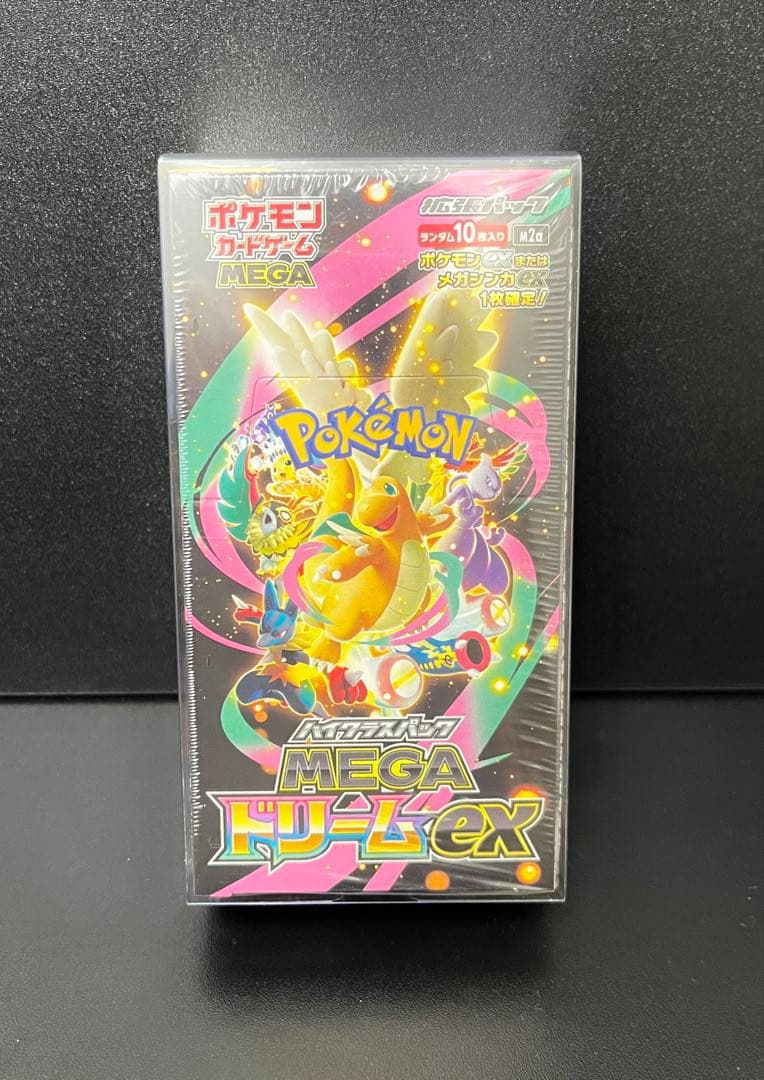 ポケモン
カードゲーム
MEGA
拡張パック
ランダム10枚入り
M2a
ポケモンexまたは
メガシンカex
1枚確定!
POKÉMON
ハイクラスパック
MEGA
ドリームex